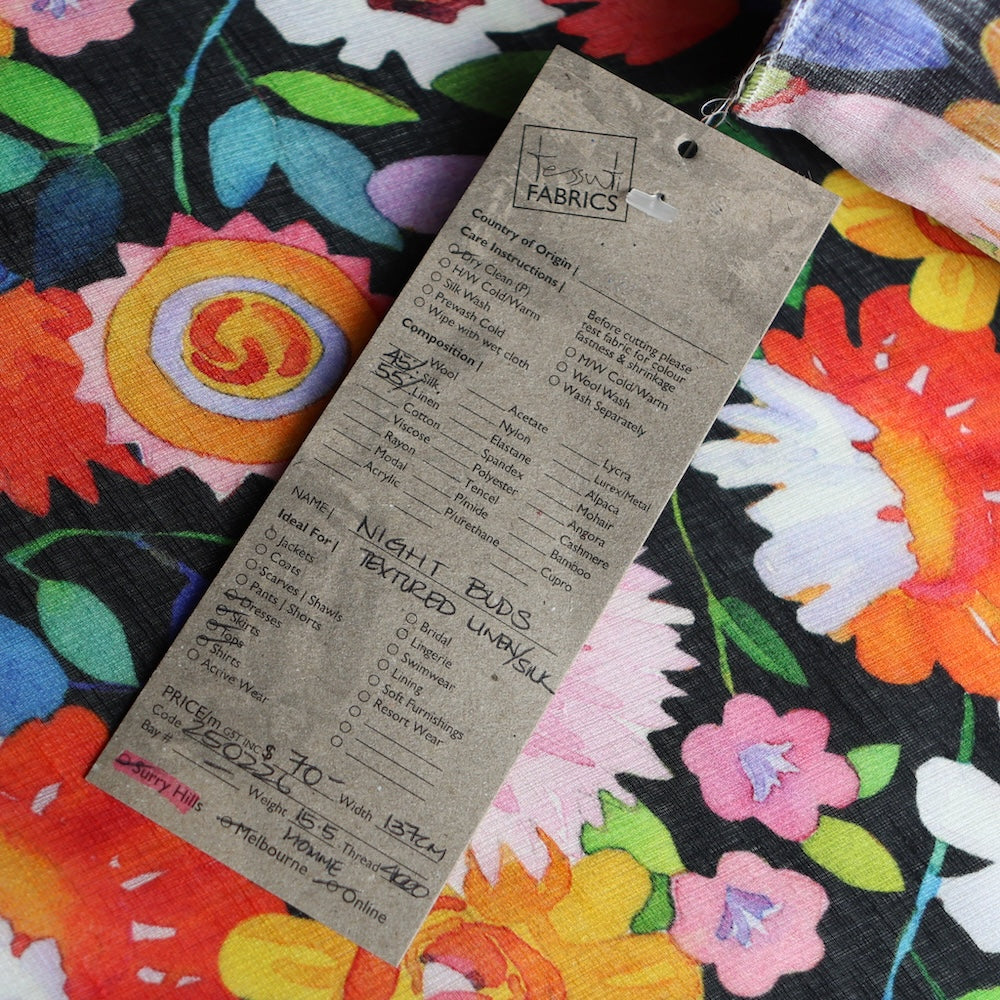 tessuti
FABRICS
Country of Origin |
Care Instructions |
Dry Clean (P)
H/W Cold/Warm
Silk Wash
Prewash Cold
Wipe with wet cloth
Before cutting please
test fabric for colour
fastness & shrinkage
M/W Cold/Warm
Wool Wash
Wash Separately
Composition |
45/ Wool
55/ Silk
Linen
Cotton
Viscose
Rayon
Modal
Acrylic
Acetate
Nylon
Elastane
Spandex
Polyester
Tencel
P/mide
P/urethane
Lycra
Lurex/Metal
Alpaca
Mohair
Angora
Cashmere
Bamboo
Cupro
NAME | NIGHT BUDS
TEXTURED LINEN/SILK
Ideal For |
Jackets
Coats
Scarves | Shawls
Pants | Shorts
Dresses
Skirts
Tops
Shirts
Active Wear
Bridal
Lingerie
Swimwear
Lining
Soft Furnishings
Resort Wear
PRICE/m GST INC $ 70-
Code 250226 Width 137CM
Bay # Weight 15.5 Thread 4000
Surry Hills Melbourne Online